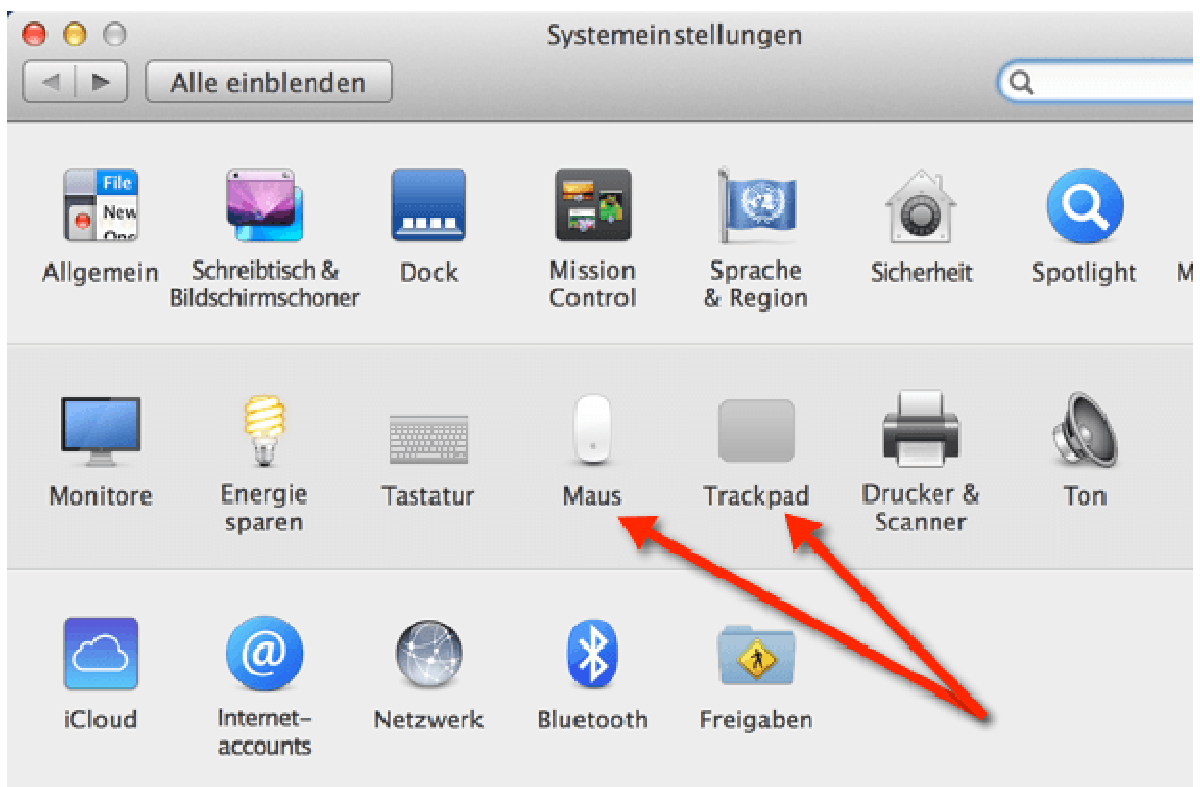 Systemeinstellungen
Alle einblenden
File
New
Allgemein
Schreibtisch &
Bildschirmschoner
Dock
Mission
Control
Sprache
& Region
Sicherheit
Spotlight
M
Monitore
Energie
sparen
Tastatur
Maus
Trackpad
Drucker &
Scanner
Ton
iCloud
@
Internet-
accounts
Netzwerk
Bluetooth
Freigaben